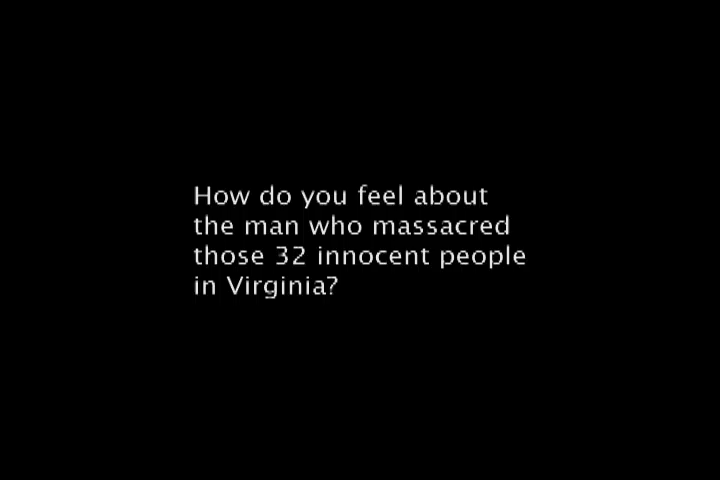 How do you feel about
the man who massacred
those 32 innocent people
in Virginia?